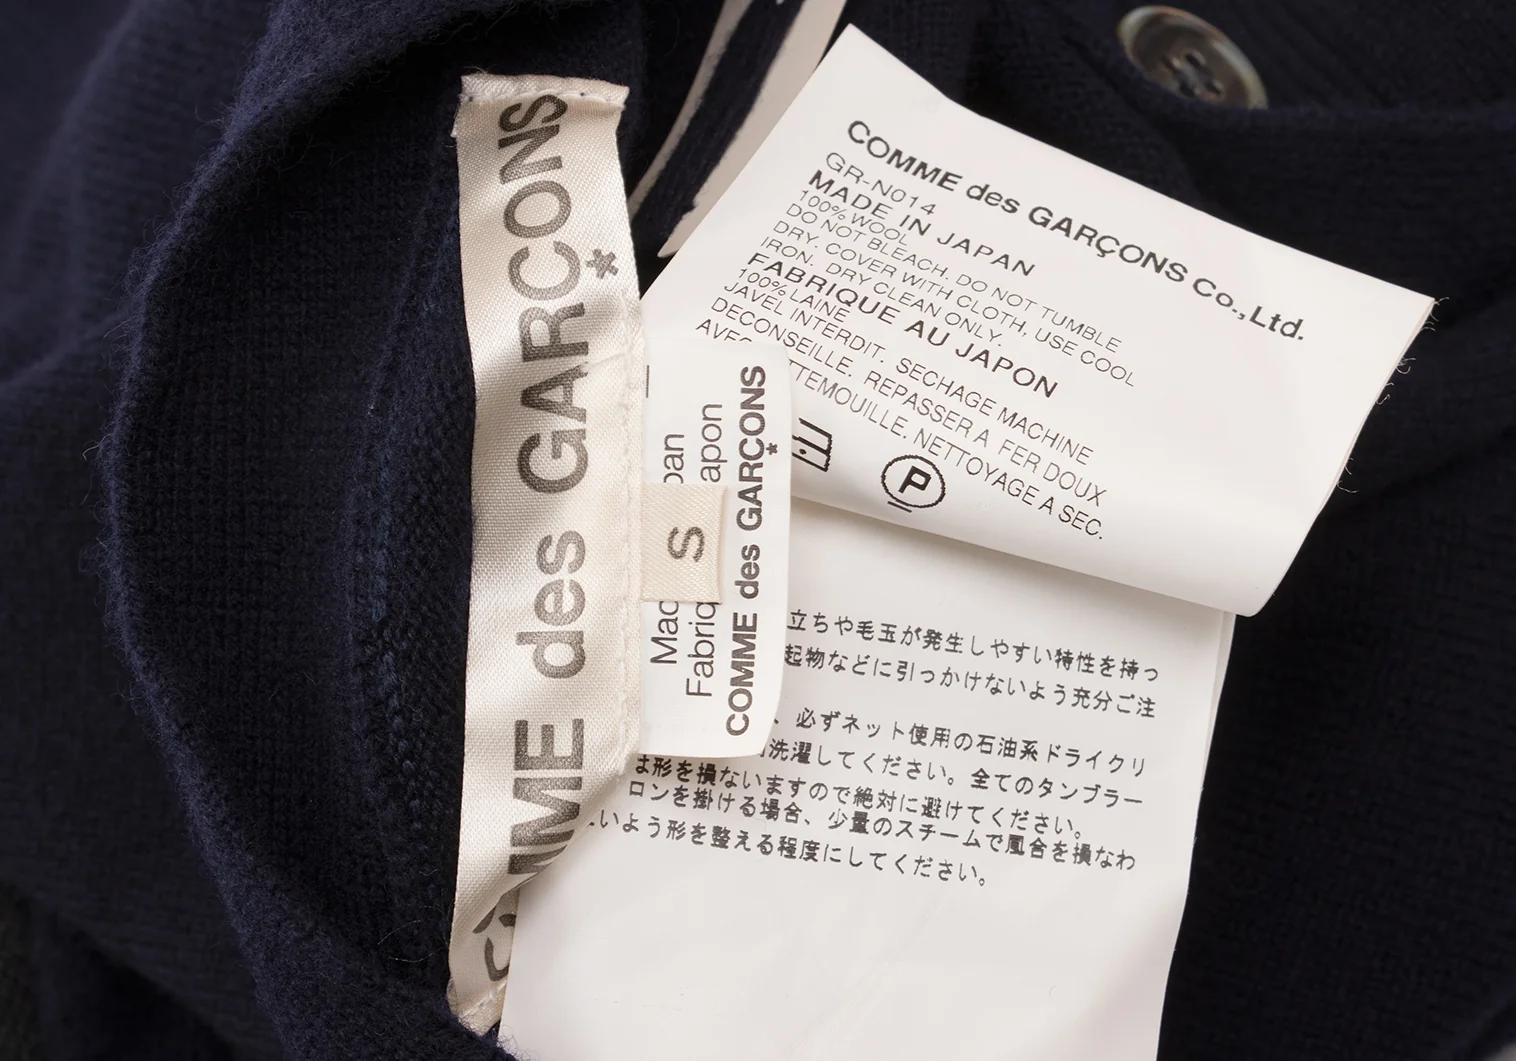 COMME des GARÇONS
Made
pan
Fabriq
apon
COMME des GARÇONS
S
COMME des GARÇONS Co.,Ltd.
GR-N014
MADE IN JAPAN
100% WOOL
DO NOT BLEACH. DO NOT TUMBLE
DRY. COVER WITH CLOTH, USE COOL
IRON. DRY CLEAN ONLY.
FABRIQUE AU JAPON
100% LAINE
JAVEL INTERDIT. SECHAGE MACHINE
DECONSEILLE. REPASSER A FER DOUX
AVEC TTEMOUILLE. NETTOYAGE A SEC.
P
立ちや毛玉が発生しやすい特性を持っ
起物などに引っかけないよう充分ご注
、必ずネット使用の石油系ドライクリ
洗濯してください。全てのタンブラー
は形を損ないますので絶対に避けてください。
ロンを掛ける場合、少量のスチームで風合を損なわ
いよう形を整える程度にしてください。